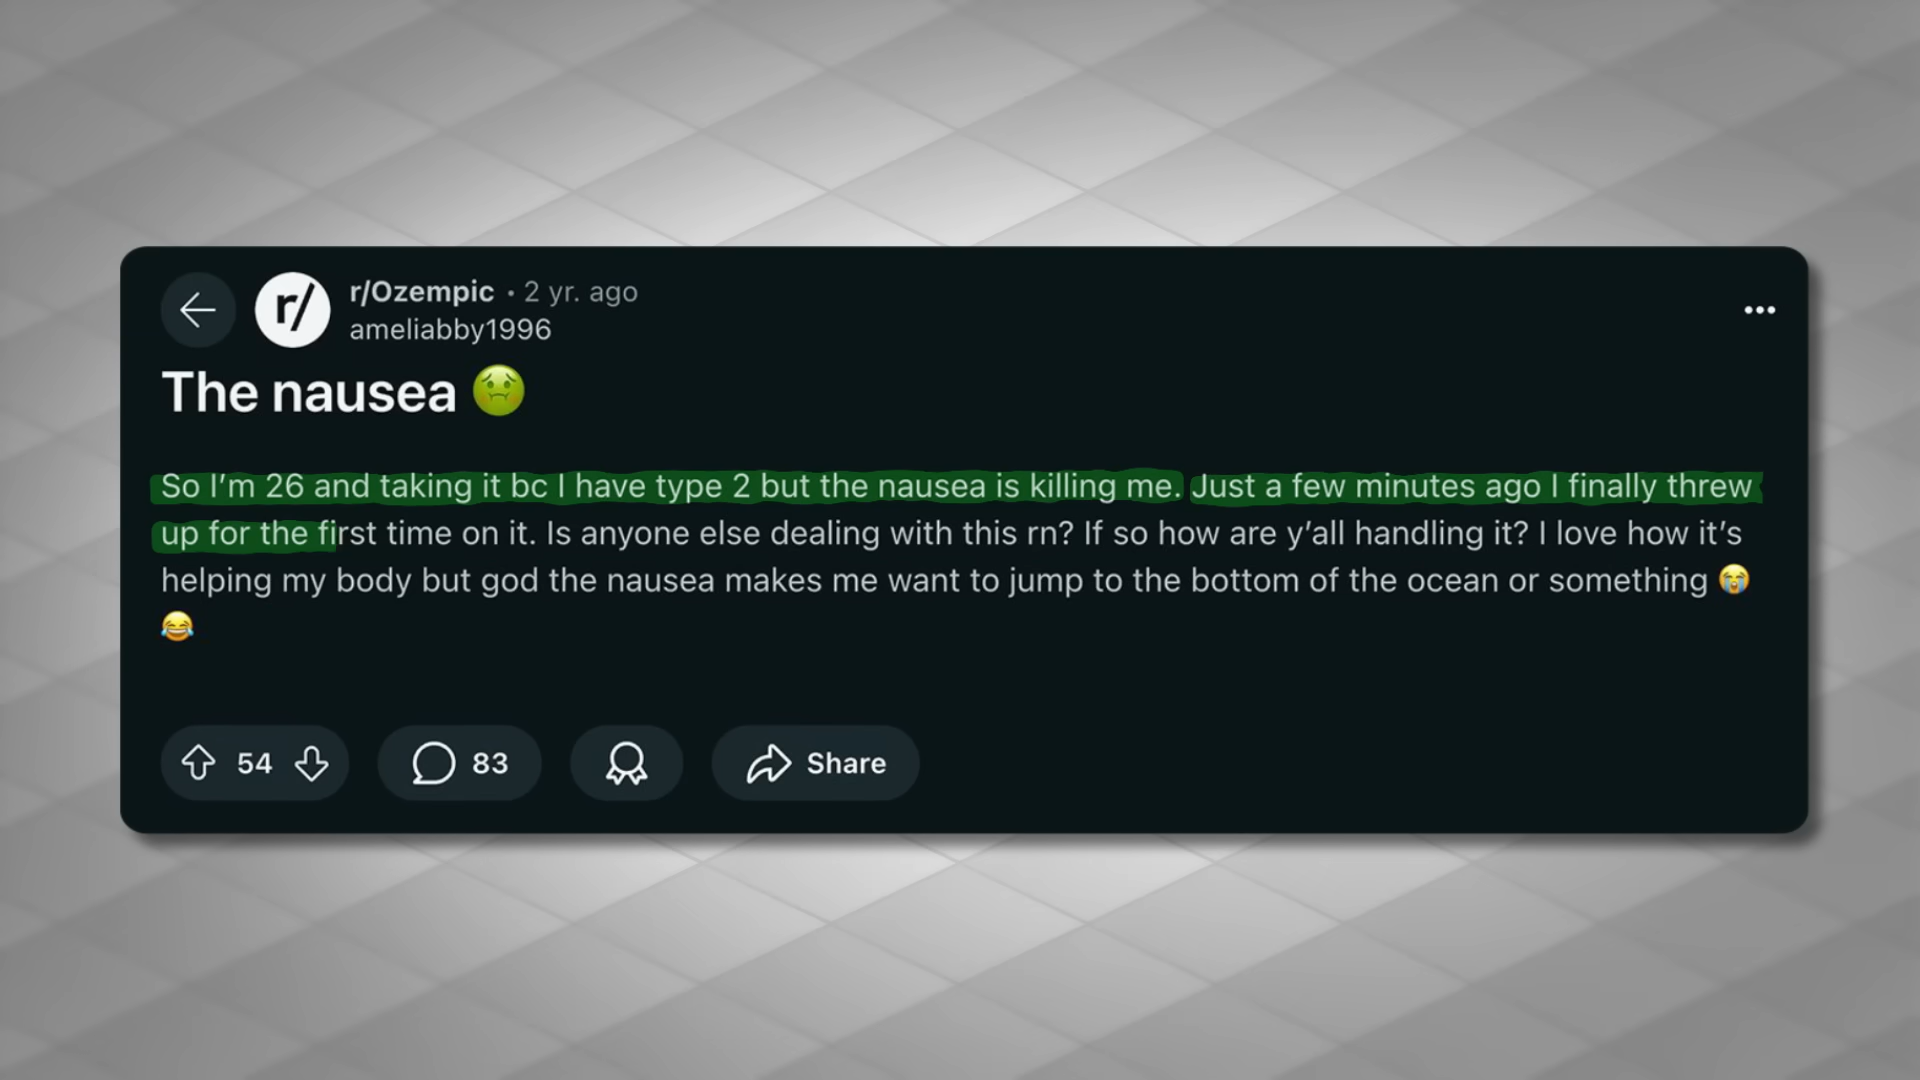 r/Ozempic • 2 yr. ago
r/
ameliabby1996
The nausea 🤢
So I’m 26 and taking it bc I have type 2 but the nausea is killing me. Just a few minutes ago I finally threw
up for the first time on it. Is anyone else dealing with this rn? If so how are y’all handling it? I love how it’s
helping my body but god the nausea makes me want to jump to the bottom of the ocean or something 😭
😂
54
83
Share